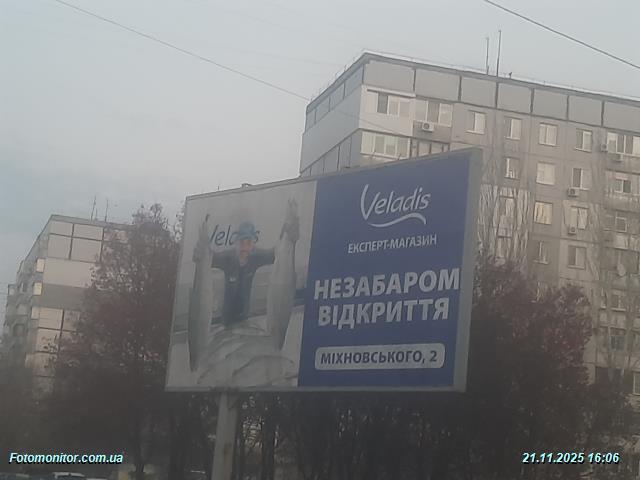 Veladis
Veladis
ЕКСПЕРТ-МАГАЗИН
НЕЗАБАРОМ
ВІДКРИТТЯ
МІХНОВСЬКОГО, 2
Fotomonitor.com.ua
21.11.2025 16:06